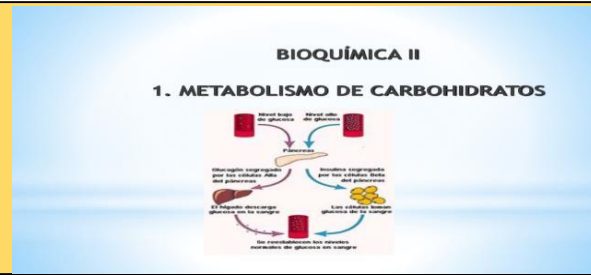 BIOQUÍMICA II
1. METABOLISMO DE CARBOHIDRATOS
Nivel bajo
de glucosa
Nivel alto
de glucosa
Páncreas
Glucagón segregado
por las células Alfa
del páncreas
Insulina segregada
por las células Beta
del páncreas
El hígado descarga
glucosa en la sangre
Las células toman
glucosa de la sangre
Se reestablecen los niveles
normales de glucosa en sangre